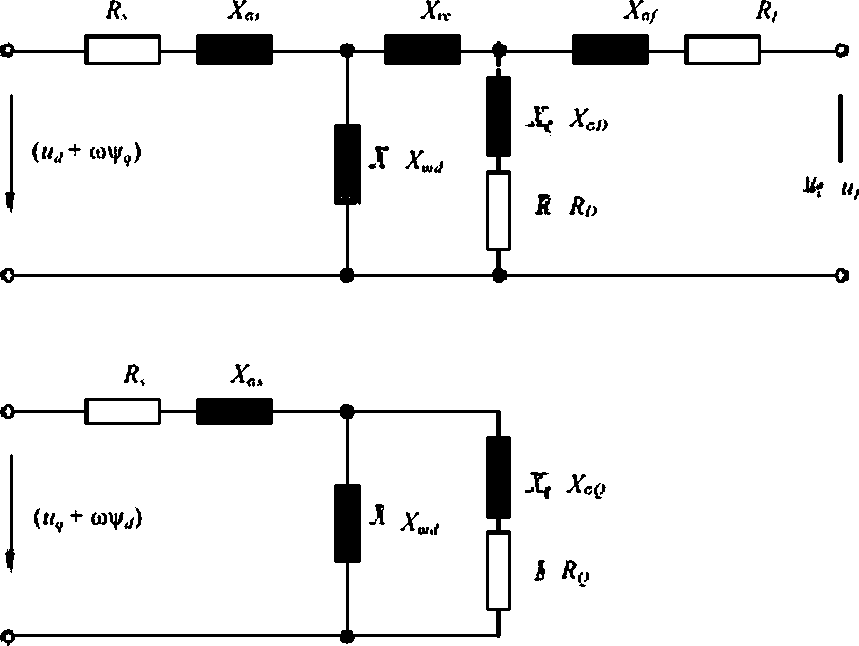 Rs Xσs Xrc Xσf Rf
XσD
(ud + ωψq) Xmd
RD uf
Rs Xσs
XσQ
(uq + ωψd) Xmd
RQ